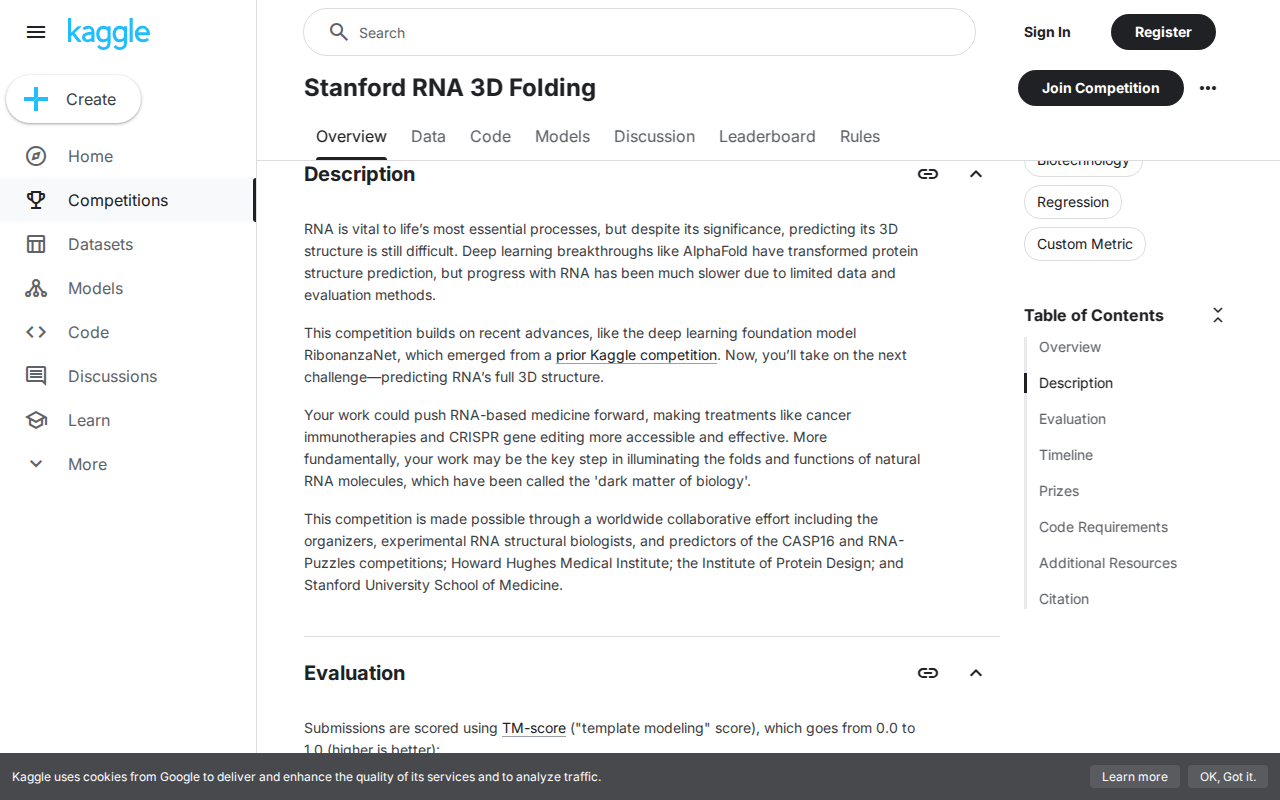 kaggle
Search
Sign In
Register
Create
Home
Competitions
Datasets
Models
Code
Discussions
Learn
More
Stanford RNA 3D Folding
Join Competition
Overview
Data
Code
Models
Discussion
Leaderboard
Rules
Description
RNA is vital to life’s most essential processes, but despite its significance, predicting its 3D
structure is still difficult. Deep learning breakthroughs like AlphaFold have transformed protein
structure prediction, but progress with RNA has been much slower due to limited data and
evaluation methods.
This competition builds on recent advances, like the deep learning foundation model
RibonanzaNet, which emerged from a prior Kaggle competition. Now, you’ll take on the next
challenge—predicting RNA’s full 3D structure.
Your work could push RNA-based medicine forward, making treatments like cancer
immunotherapies and CRISPR gene editing more accessible and effective. More
fundamentally, your work may be the key step in illuminating the folds and functions of natural
RNA molecules, which have been called the 'dark matter of biology'.
This competition is made possible through a worldwide collaborative effort including the
organizers, experimental RNA structural biologists, and predictors of the CASP16 and RNA-
Puzzles competitions; Howard Hughes Medical Institute; the Institute of Protein Design; and
Stanford University School of Medicine.
Evaluation
Submissions are scored using TM-score ("template modeling" score), which goes from 0.0 to
1.0 (higher is better):
Biotechnology
Regression
Custom Metric
Table of Contents
Overview
Description
Evaluation
Timeline
Prizes
Code Requirements
Additional Resources
Citation
Kaggle uses cookies from Google to deliver and enhance the quality of its services and to analyze traffic.
Learn more
OK, Got it.